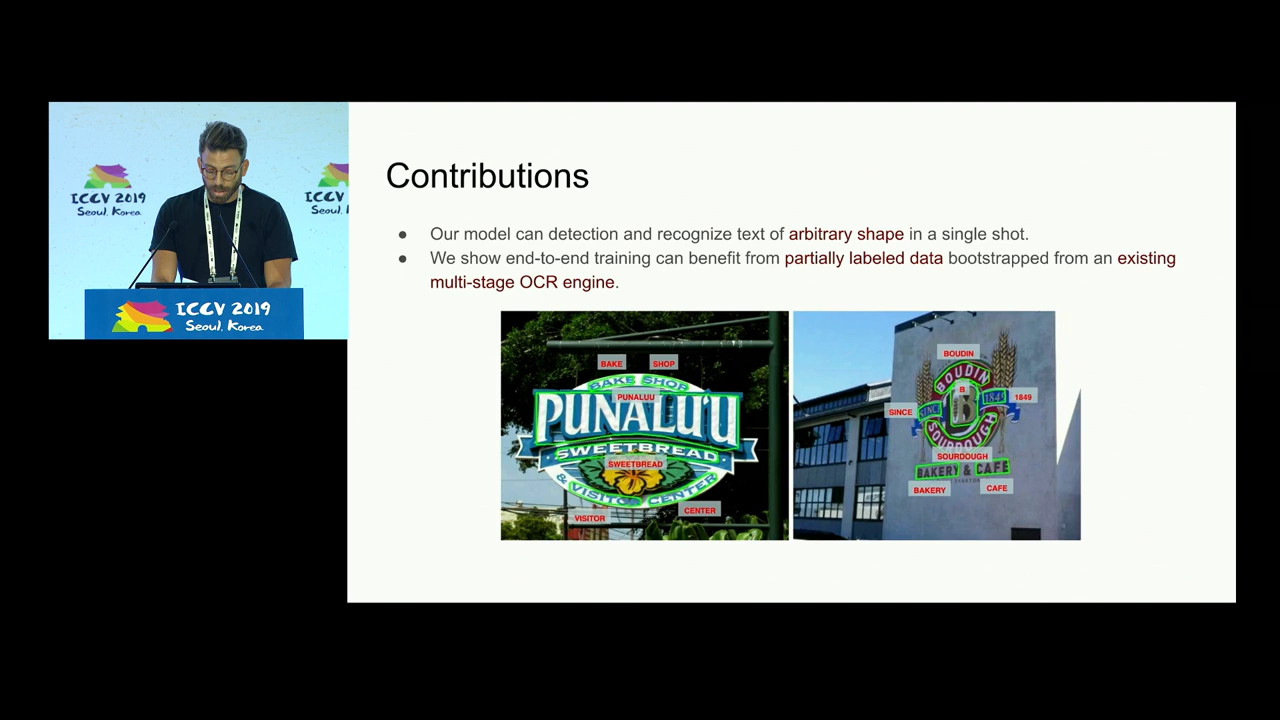 ICCV 2019
Seoul, Korea
ICCV
Seoul,
ICCV 2019
Seoul, Korea
Contributions
● Our model can detection and recognize text of arbitrary shape in a single shot.
● We show end-to-end training can benefit from partially labeled data bootstrapped from an existing
multi-stage OCR engine.
BAKE SHOP
BAKE SHOP
PUNALUU
PUNALU'U
SWEETBREAD
SWEETBREAD
& VISITOR CENTER
VISITOR
CENTER
BOUDIN
BOUDIN
B
B
SINCE
SINCE
1849
1849
SOURDOUGH
SOURDOUGH
BAKERY & CAFE
BAKERY
CAFE